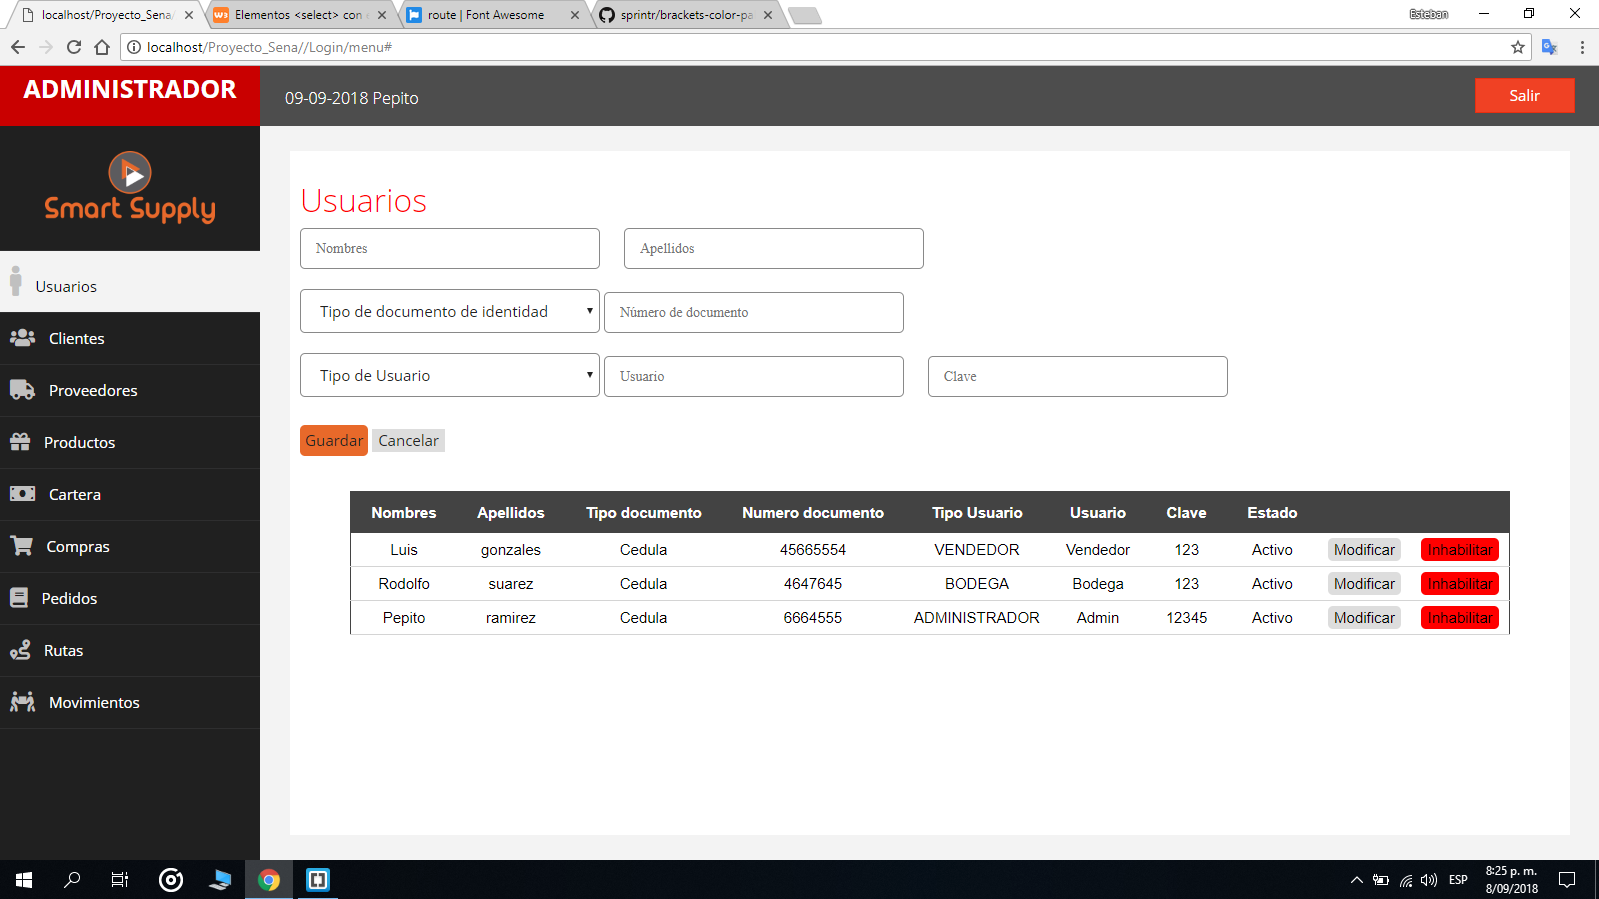 localhost/Proyecto_Sena/
Elementos <select> con
route | Font Awesome
sprintr/brackets-color-pa
Esteban
localhost/Proyecto_Sena//Login/menu#
ADMINISTRADOR
09-09-2018 Pepito
Salir
Smart Supply
Usuarios
Clientes
Proveedores
Productos
Cartera
Compras
Pedidos
Rutas
Movimientos
Usuarios
Nombres
Apellidos
Tipo de documento de identidad
Número de documento
Tipo de Usuario
Usuario
Clave
Guardar Cancelar
Nombres Apellidos Tipo documento Numero documento Tipo Usuario Usuario Clave Estado
Luis gonzales Cedula 45665554 VENDEDOR Vendedor 123 Activo Modificar Inhabilitar
Rodolfo suarez Cedula 4647645 BODEGA Bodega 123 Activo Modificar Inhabilitar
Pepito ramirez Cedula 6664555 ADMINISTRADOR Admin 12345 Activo Modificar Inhabilitar
ESP
8:25 p. m.
8/09/2018